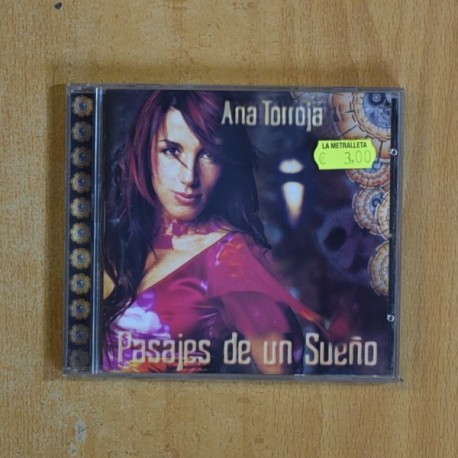 Ana Torroja
LA METRALLETA
€ 3,00
Pasajes de un Sueño